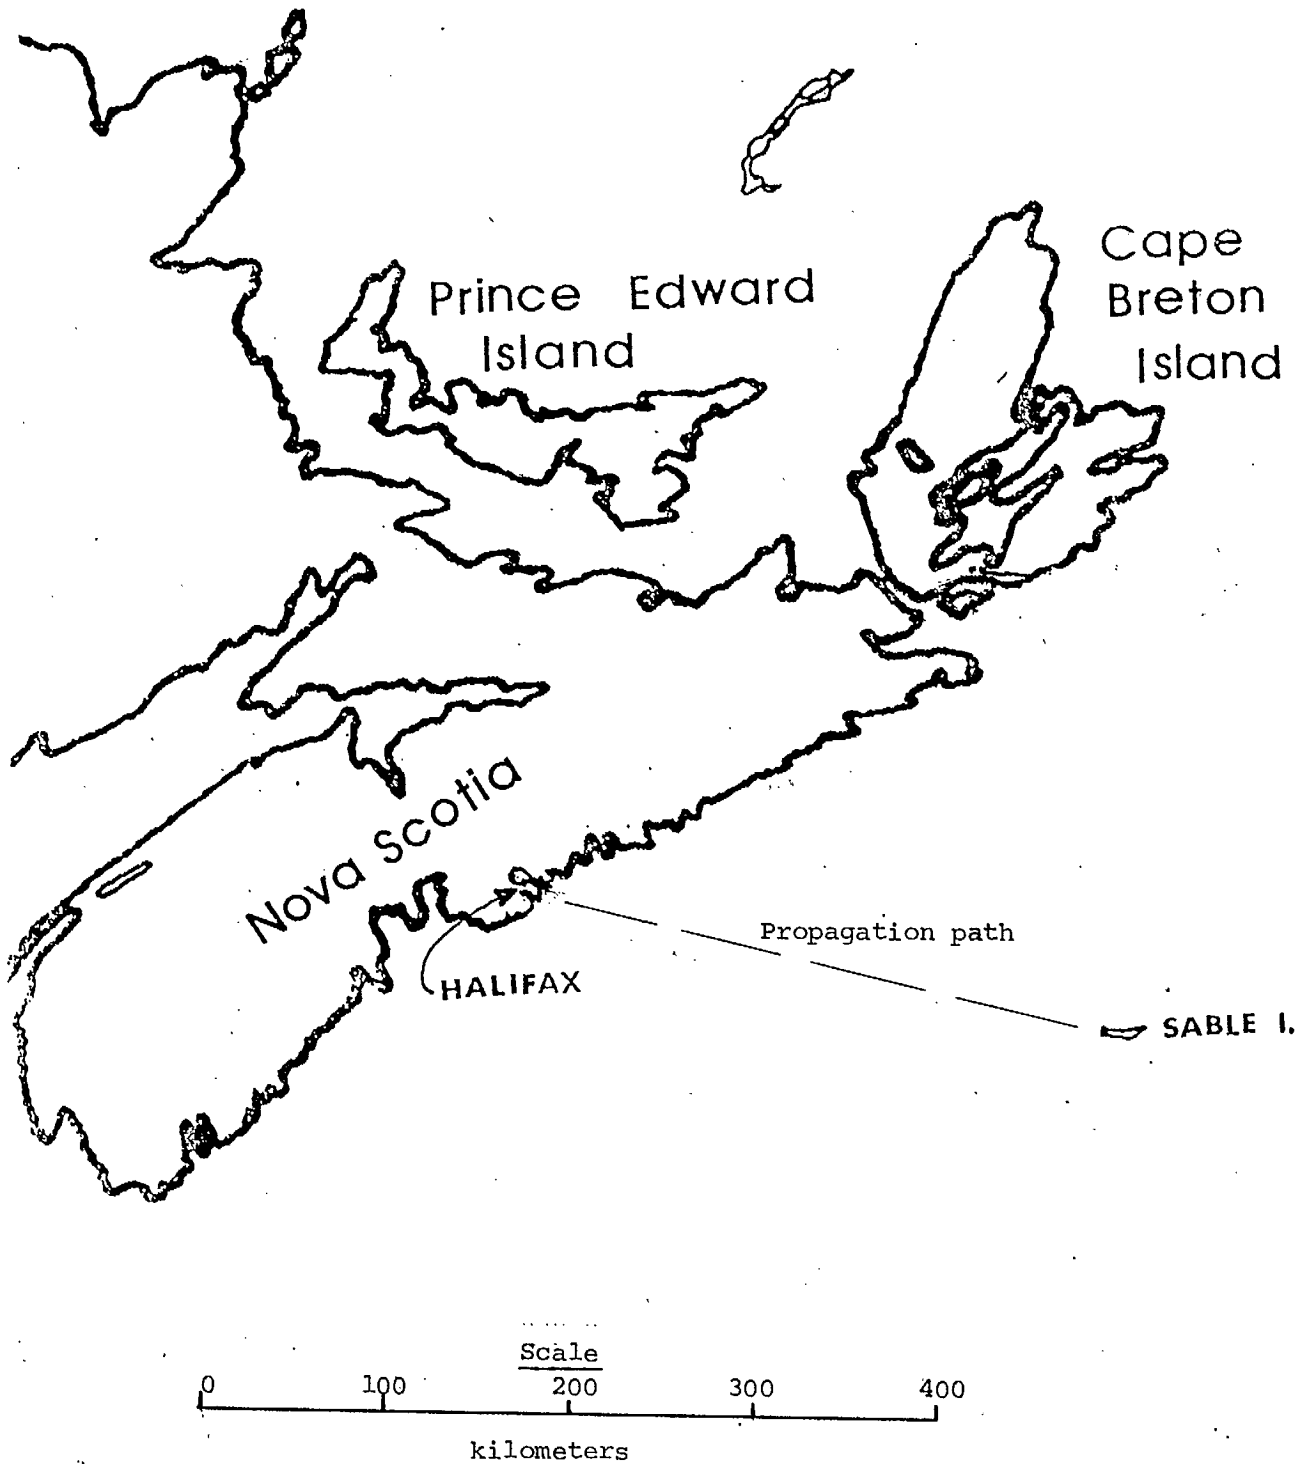 Cape
Breton
Island
Prince Edward
Island
Nova Scotia
Propagation path
HALIFAX
SABLE I.
Scale
0 100 200 300 400
kilometers